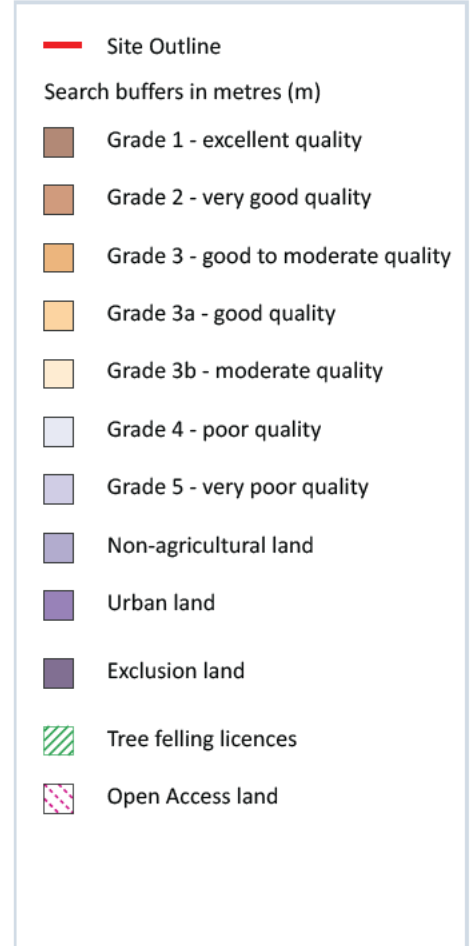 Site Outline
Search buffers in metres (m)
Grade 1 - excellent quality
Grade 2 - very good quality
Grade 3 - good to moderate quality
Grade 3a - good quality
Grade 3b - moderate quality
Grade 4 - poor quality
Grade 5 - very poor quality
Non-agricultural land
Urban land
Exclusion land
Tree felling licences
Open Access land